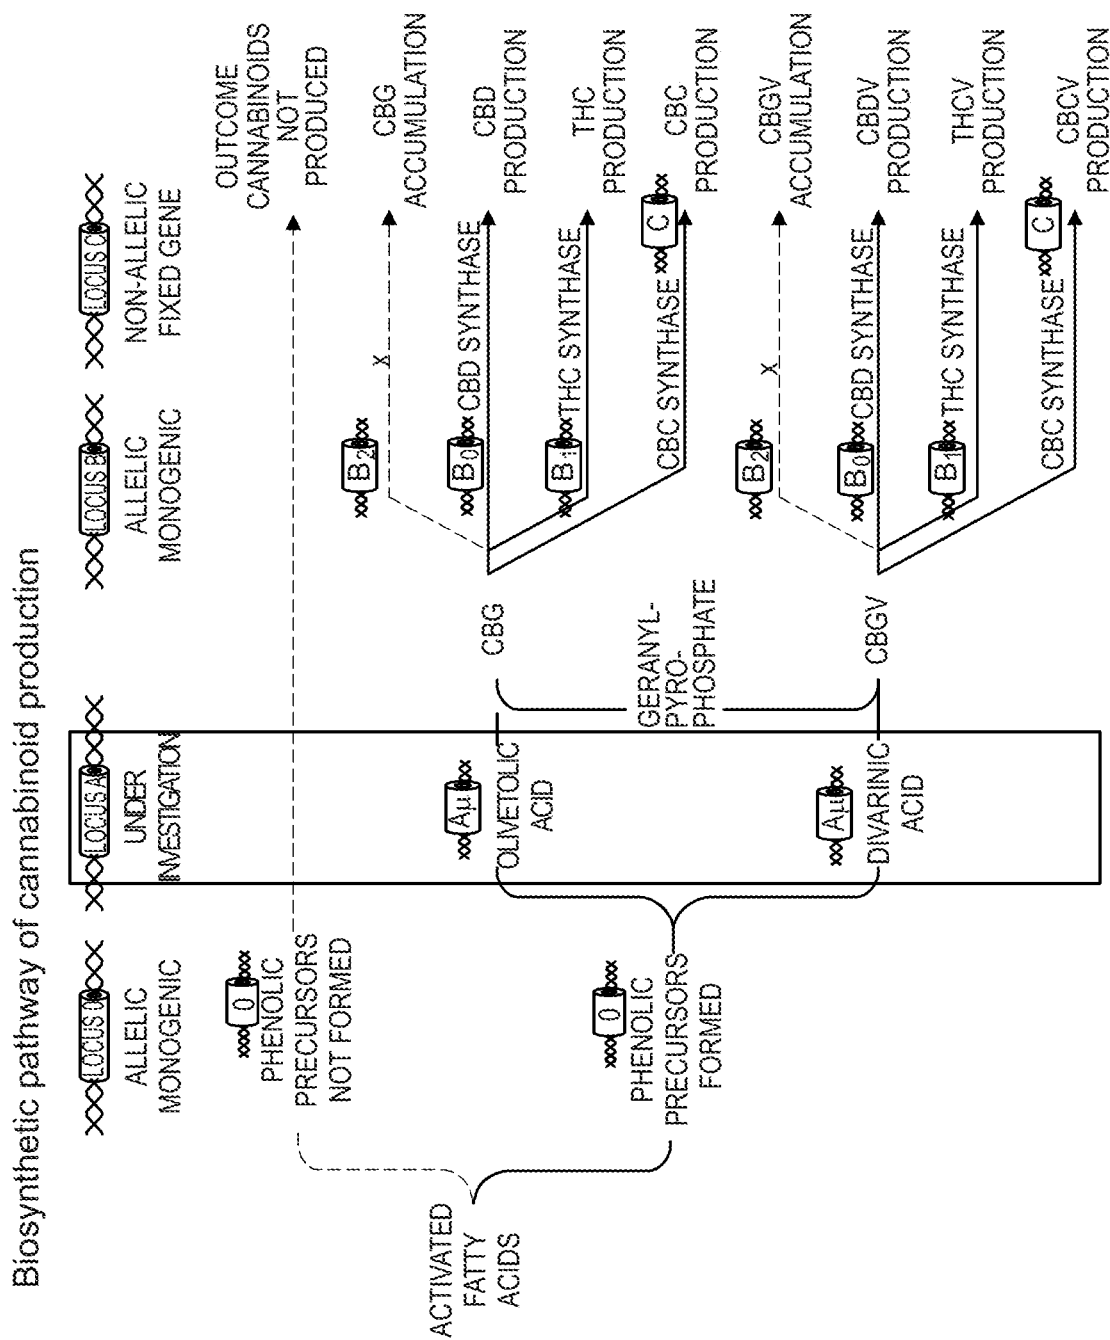 Biosynthetic pathway of cannabinoid production
LOCUS 0
ALLELIC
MONOGENIC
LOCUS A
UNDER
INVESTIGATION
LOCUS B
ALLELIC
MONOGENIC
LOCUS C
NON-ALLELIC
FIXED GENE
ACTIVATED
FATTY
ACIDS
0
PHENOLIC
PRECURSORS
NOT FORMED
0
PHENOLIC
PRECURSORS
FORMED
Aμ
OLIVETOLIC
ACID
Aμ
DIVARINIC
ACID
CBG
GERANYL-
PYRO-
PHOSPHATE
CBGV
OUTCOME
CANNABINOIDS
NOT
PRODUCED
B2
X
CBG
ACCUMULATION
B0
CBD SYNTHASE
CBD
PRODUCTION
B1
THC SYNTHASE
THC
PRODUCTION
CBC SYNTHASE
C
CBC
PRODUCTION
B2
X
CBGV
ACCUMULATION
B0
CBD SYNTHASE
CBDV
PRODUCTION
B1
THC SYNTHASE
THCV
PRODUCTION
CBC SYNTHASE
C
CBCV
PRODUCTION